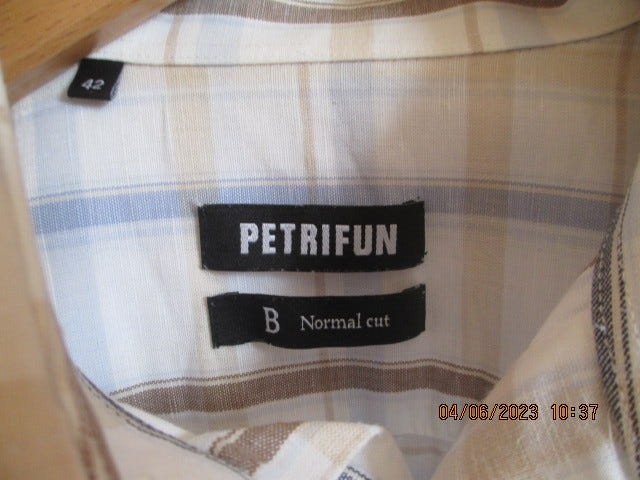 42
PETRIFUN
B Normal cut
04/06/2023 10:37